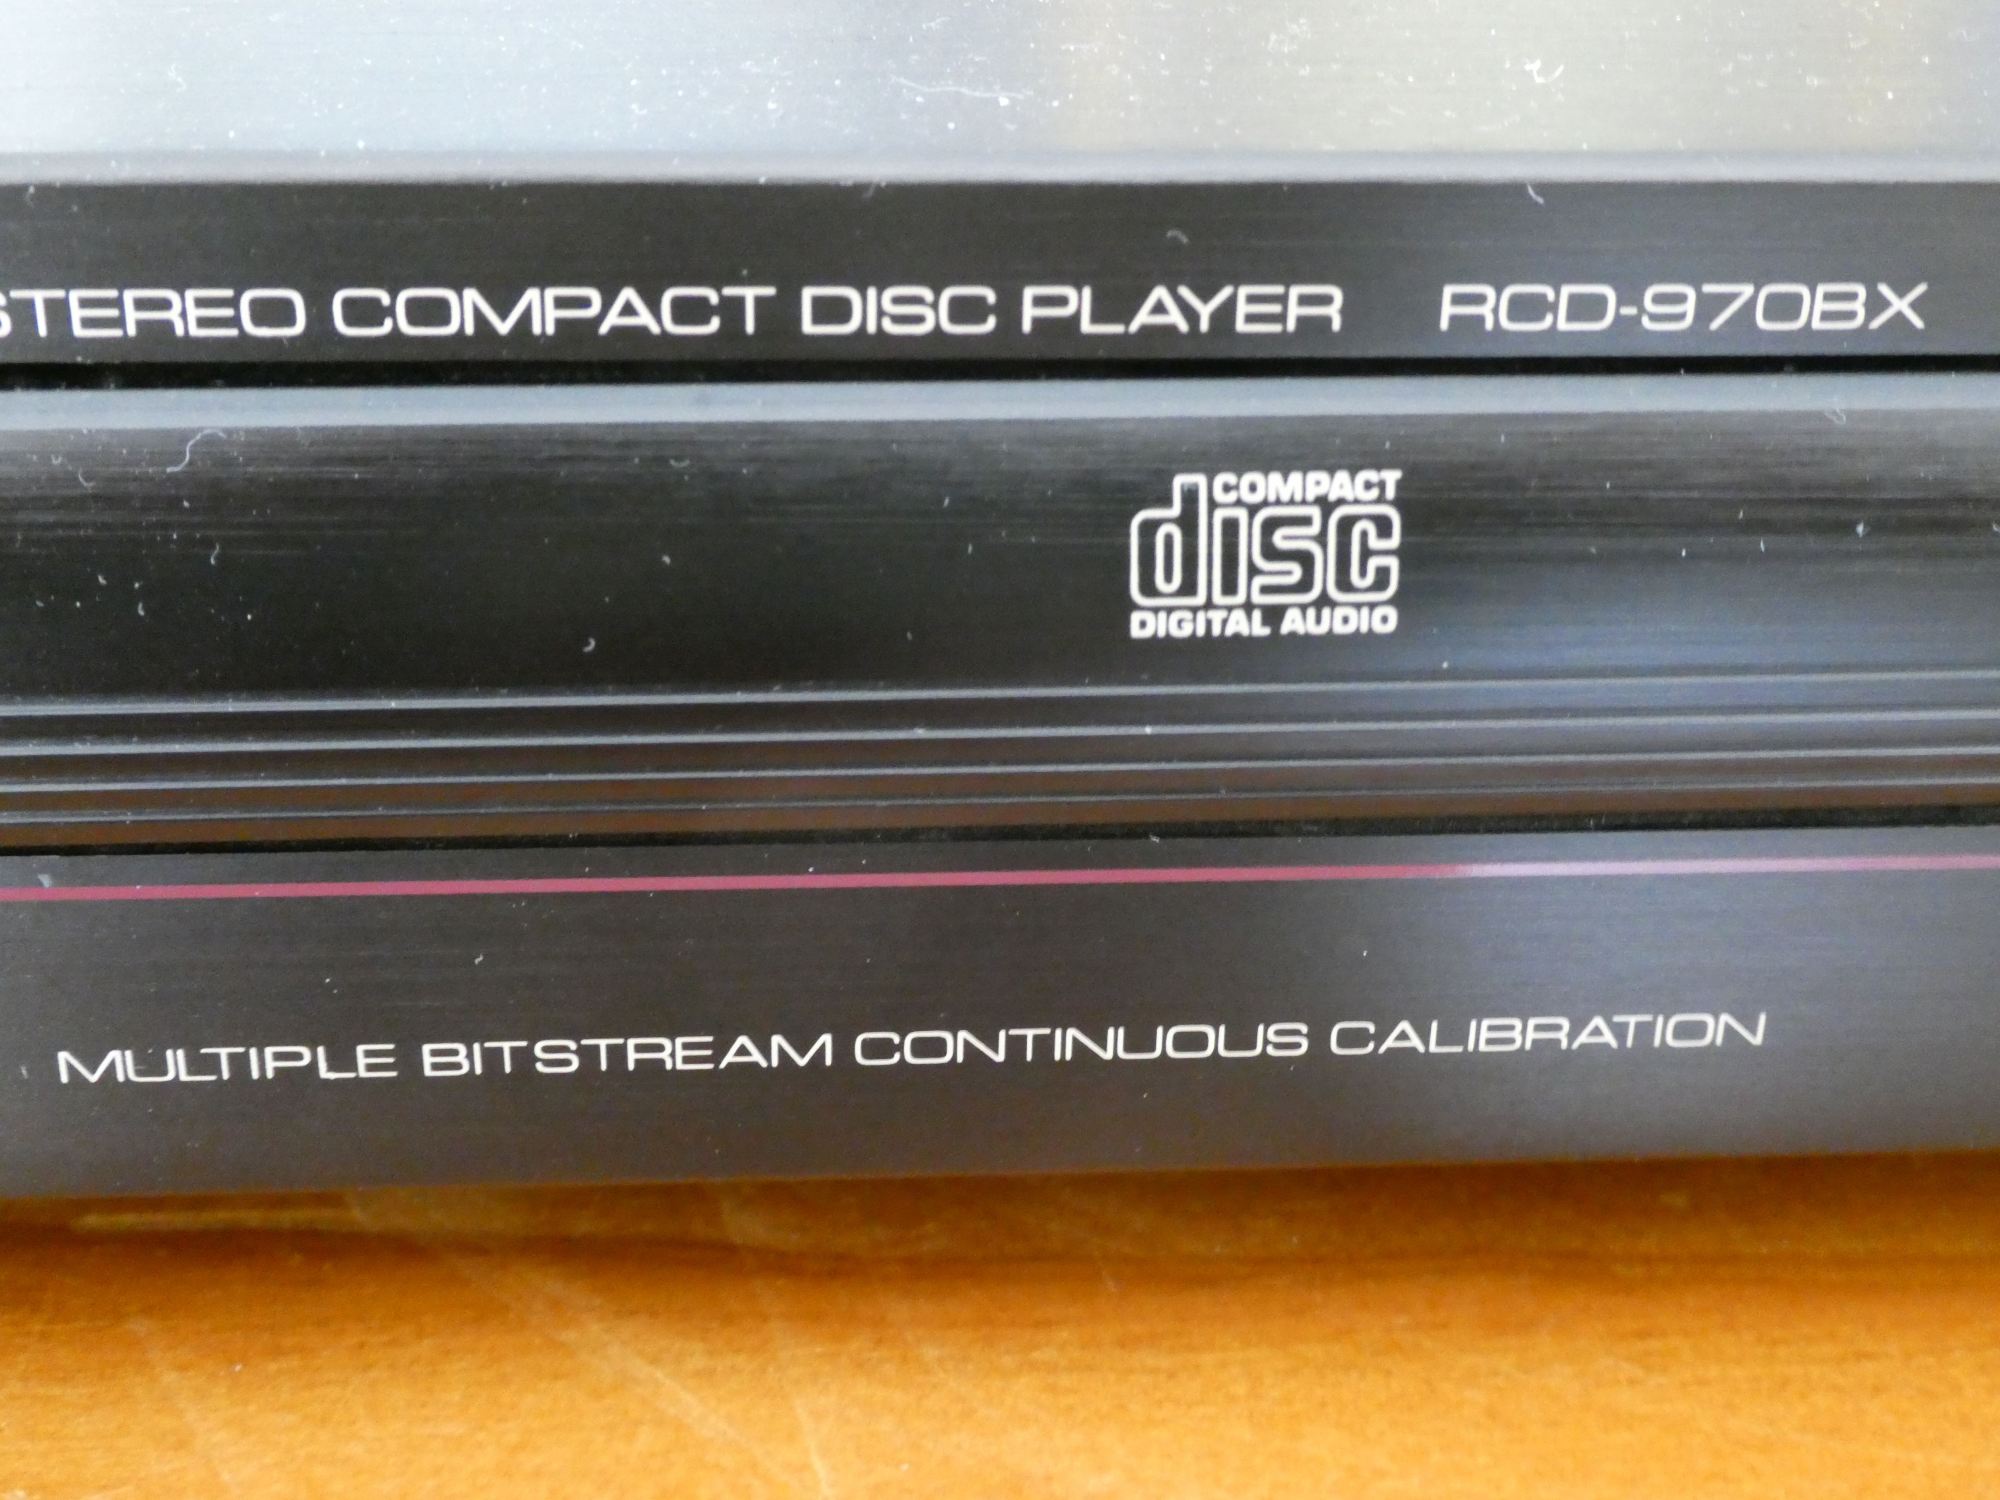 STEREO COMPACT DISC PLAYER RCD-970BX
COMPACT
disc
DIGITAL AUDIO
MULTIPLE BITSTREAM CONTINUOUS CALIBRATION